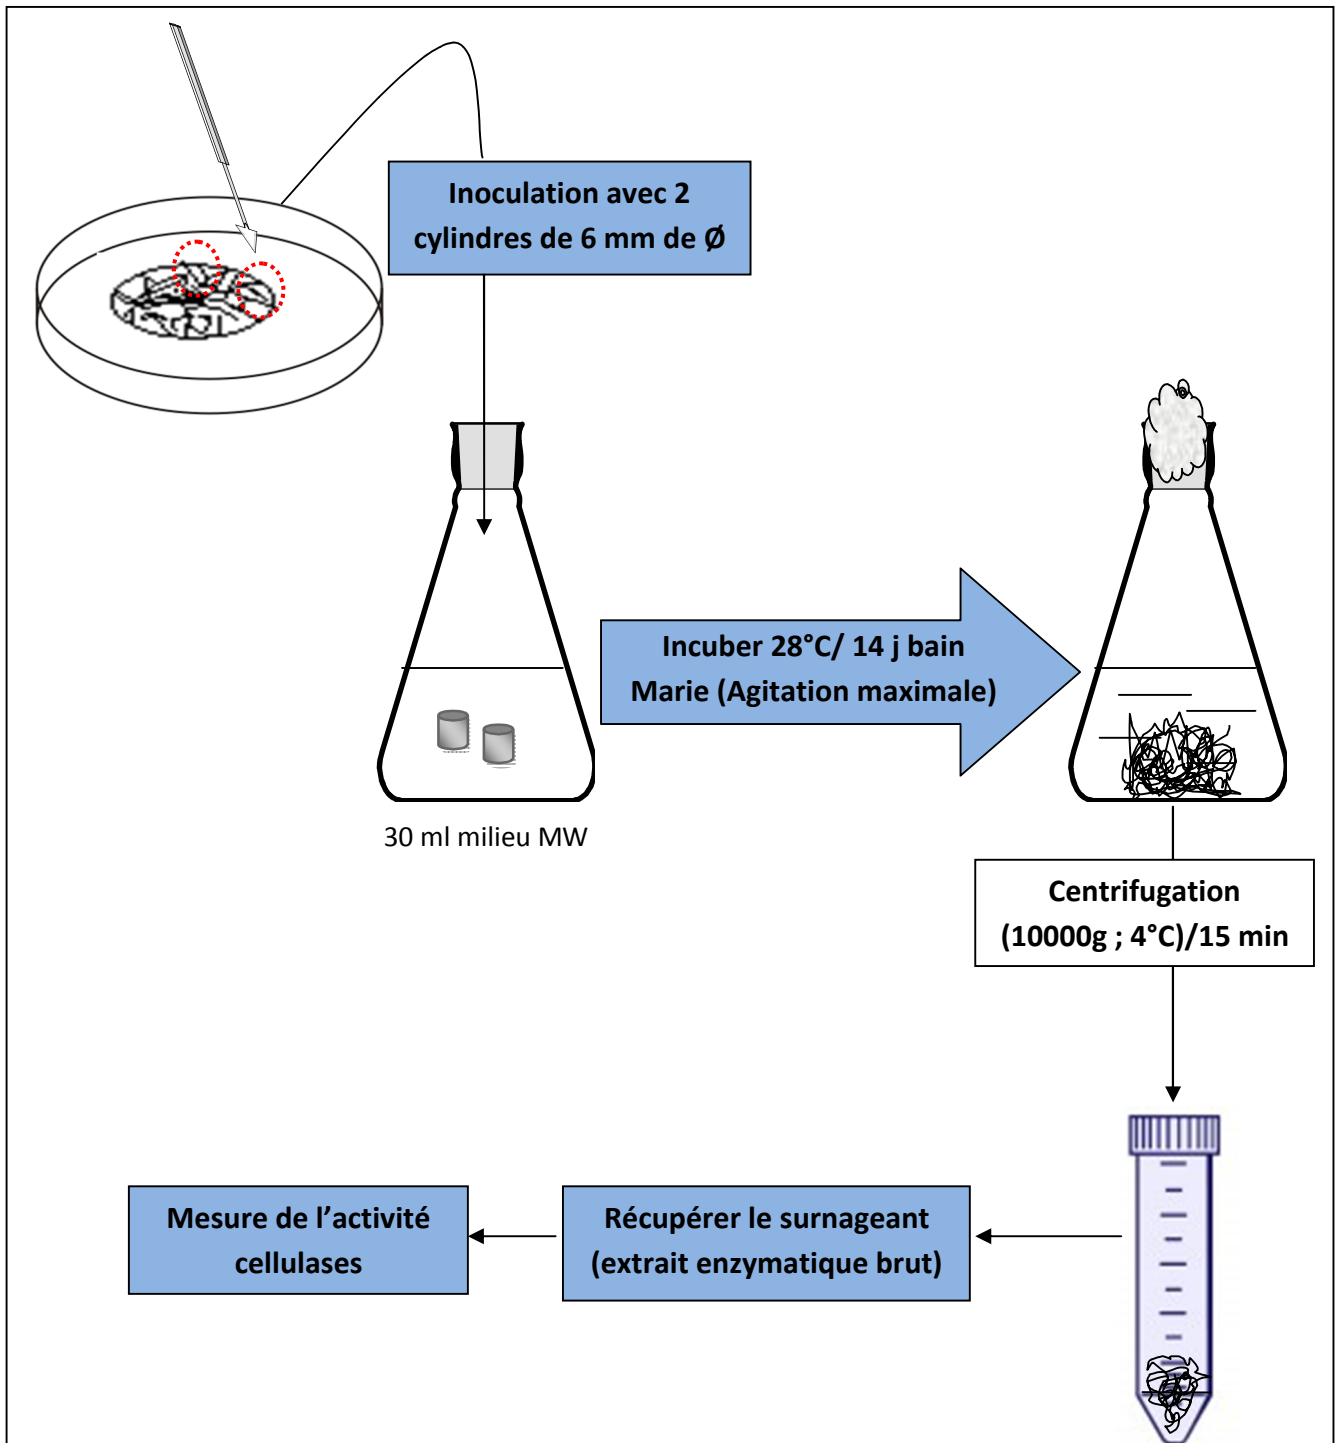 Inoculation avec 2
cylindres de 6 mm de Ø
Incuber 28°C/ 14 j bain
Marie (Agitation maximale)
30 ml milieu MW
Centrifugation
(10000g ; 4°C)/15 min
Mesure de l’activité
cellulases
Récupérer le surnageant
(extrait enzymatique brut)